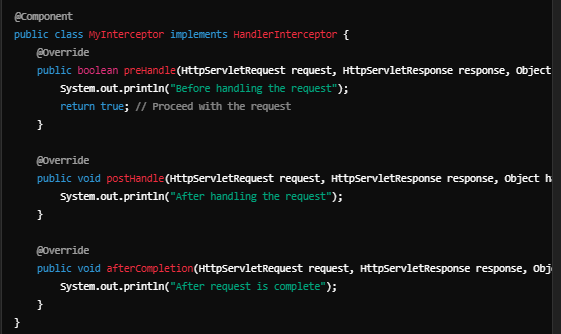 @Component
public class MyInterceptor implements HandlerInterceptor {
@Override
public boolean preHandle(HttpServletRequest request, HttpServletResponse response, Object
System.out.println("Before handling the request");
return true; // Proceed with the request
}
@Override
public void postHandle(HttpServletRequest request, HttpServletResponse response, Object ha
System.out.println("After handling the request");
}
@Override
public void afterCompletion(HttpServletRequest request, HttpServletResponse response, Obj
System.out.println("After request is complete");
}
}